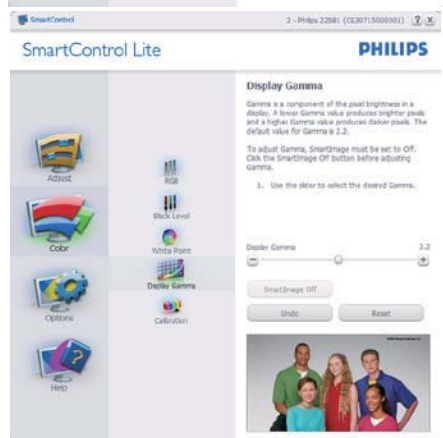 SmartControl
2 - Philips 225B1 (CS307:5000301)
SmartControl Lite
PHILIPS
Adjust
Color
Options
Help
RGB
Black Level
White Point
Display Gamma
Calibration
Display Gamma
Gamma is a component of the pixel brightness in a
display. A lower Gamma value produces brighter pixels
and a higher Gamma value produces darker pixels. The
default value for Gamma is 2.2.
To adjust Gamma, SmartImage must be set to Off.
Click the SmartImage Off button before adjusting
Gamma.
1. Use the slider to select the desired Gamma.
Display Gamma
2.2
SmartImage Off
Undo
Reset